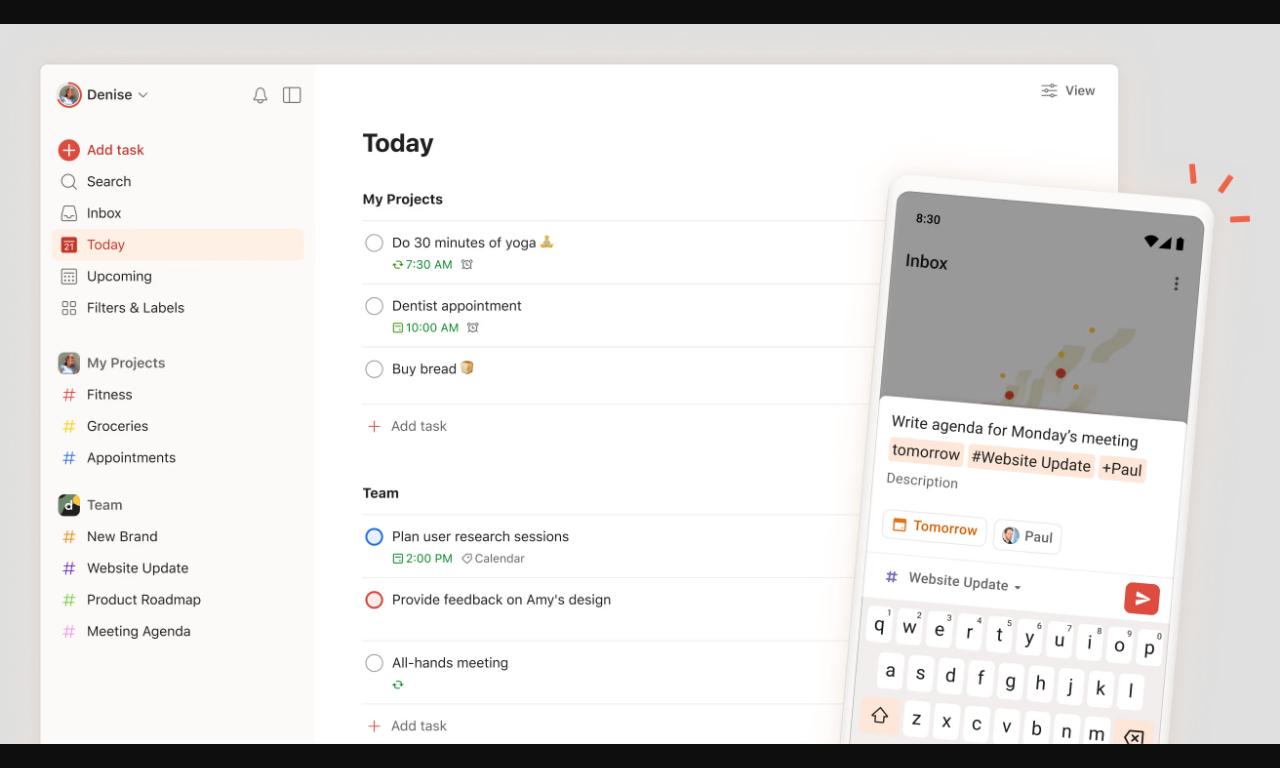 Denise
Add task
Search
Inbox
21
Today
Upcoming
Filters & Labels
My Projects
# Fitness
# Groceries
# Appointments
d
Team
# New Brand
# Website Update
# Product Roadmap
# Meeting Agenda
View
Today
My Projects
Do 30 minutes of yoga 🧘
7:30 AM
Dentist appointment
10:00 AM
Buy bread 🍞
+ Add task
Team
Plan user research sessions
2:00 PM Calendar
Provide feedback on Amy's design
All-hands meeting
+ Add task
8:30
Inbox
Write agenda for Monday's meeting
tomorrow #Website Update +Paul
Description
Tomorrow Paul
# Website Update
1 2 3 4 5 6 7 8 9 0
q w e r t y u i o p
a s d f g h j k l
z x c v b n m